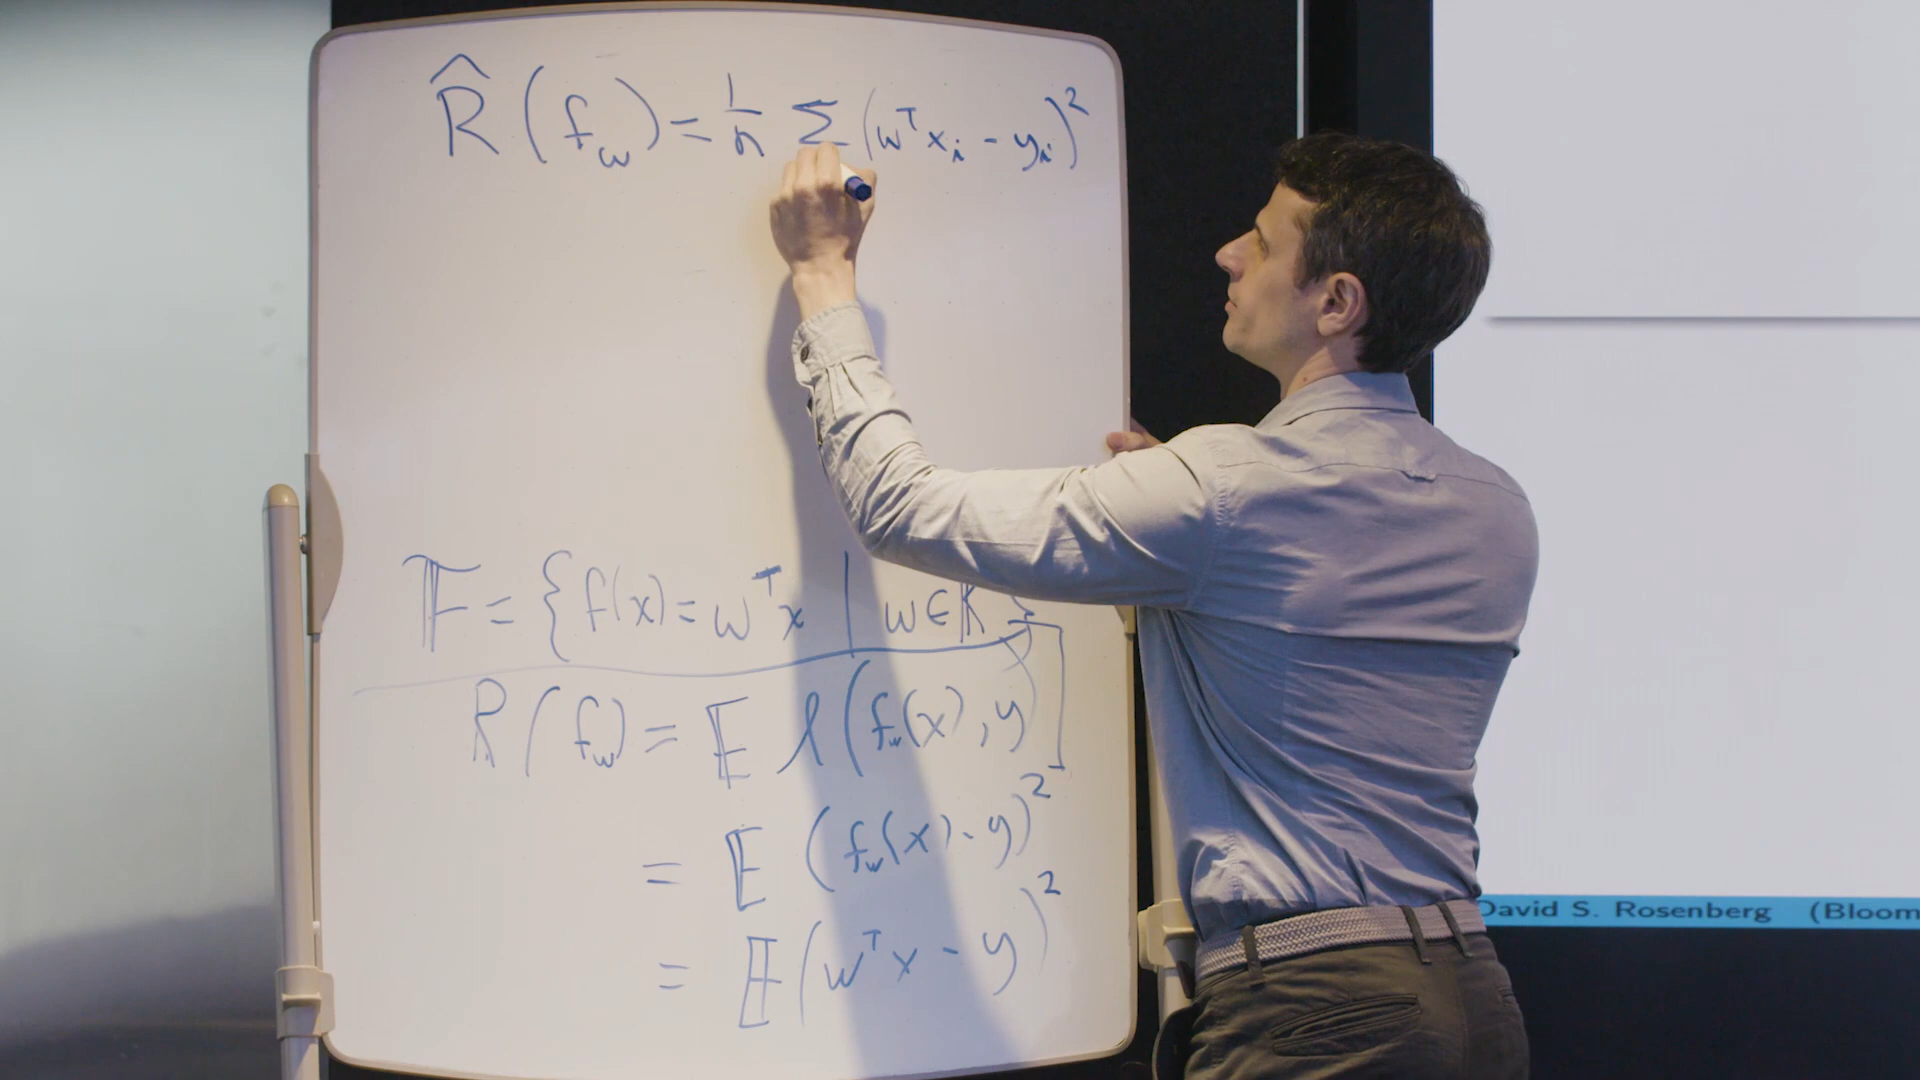 R̂(f_w) = 1/n Σ (wᵀx_i - y_i)²
𝔽 = {f(x) = wᵀx | w ∈ R }
R(f_w) = 𝔼 ℓ(f_w(x), y)]
= 𝔼 (f_w(x) - y)²
= 𝔼 (wᵀx - y)²
David S. Rosenberg (Bloom